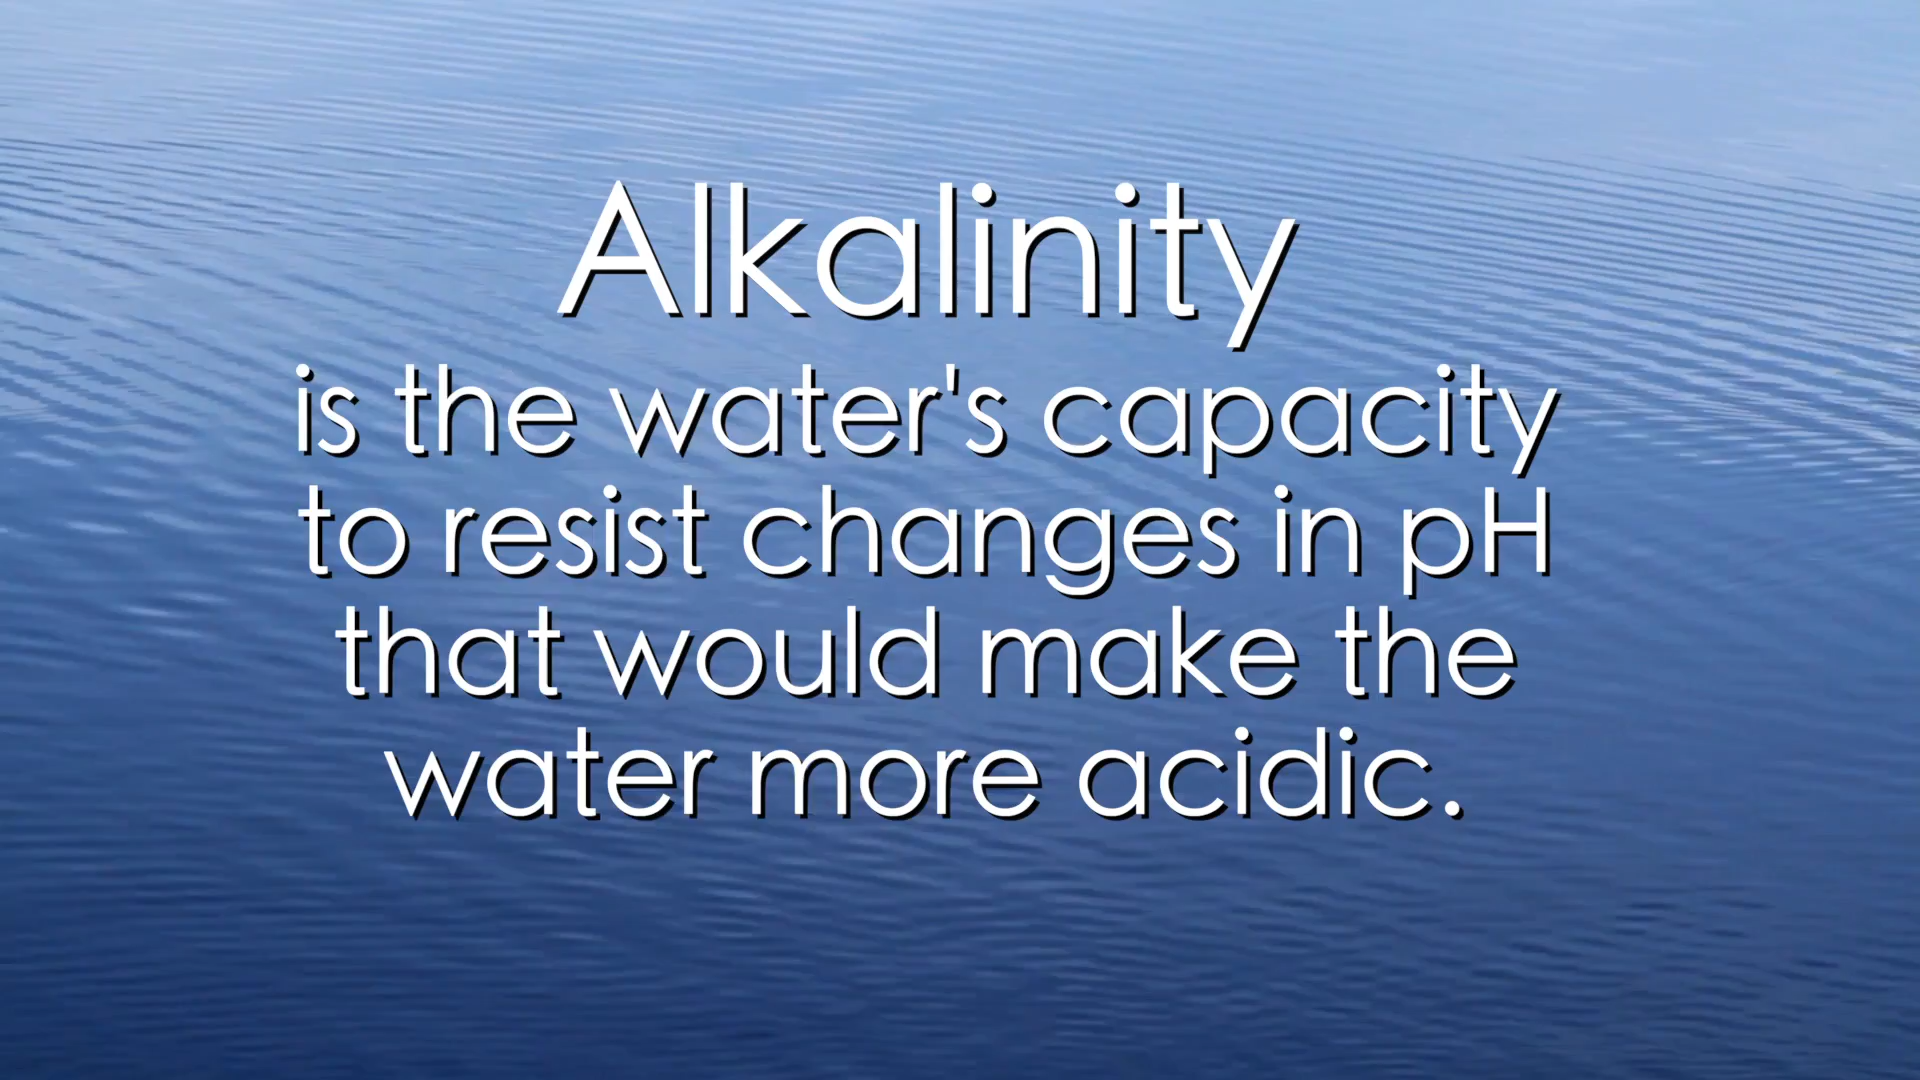 Alkalinity
is the water's capacity
to resist changes in pH
that would make the
water more acidic.